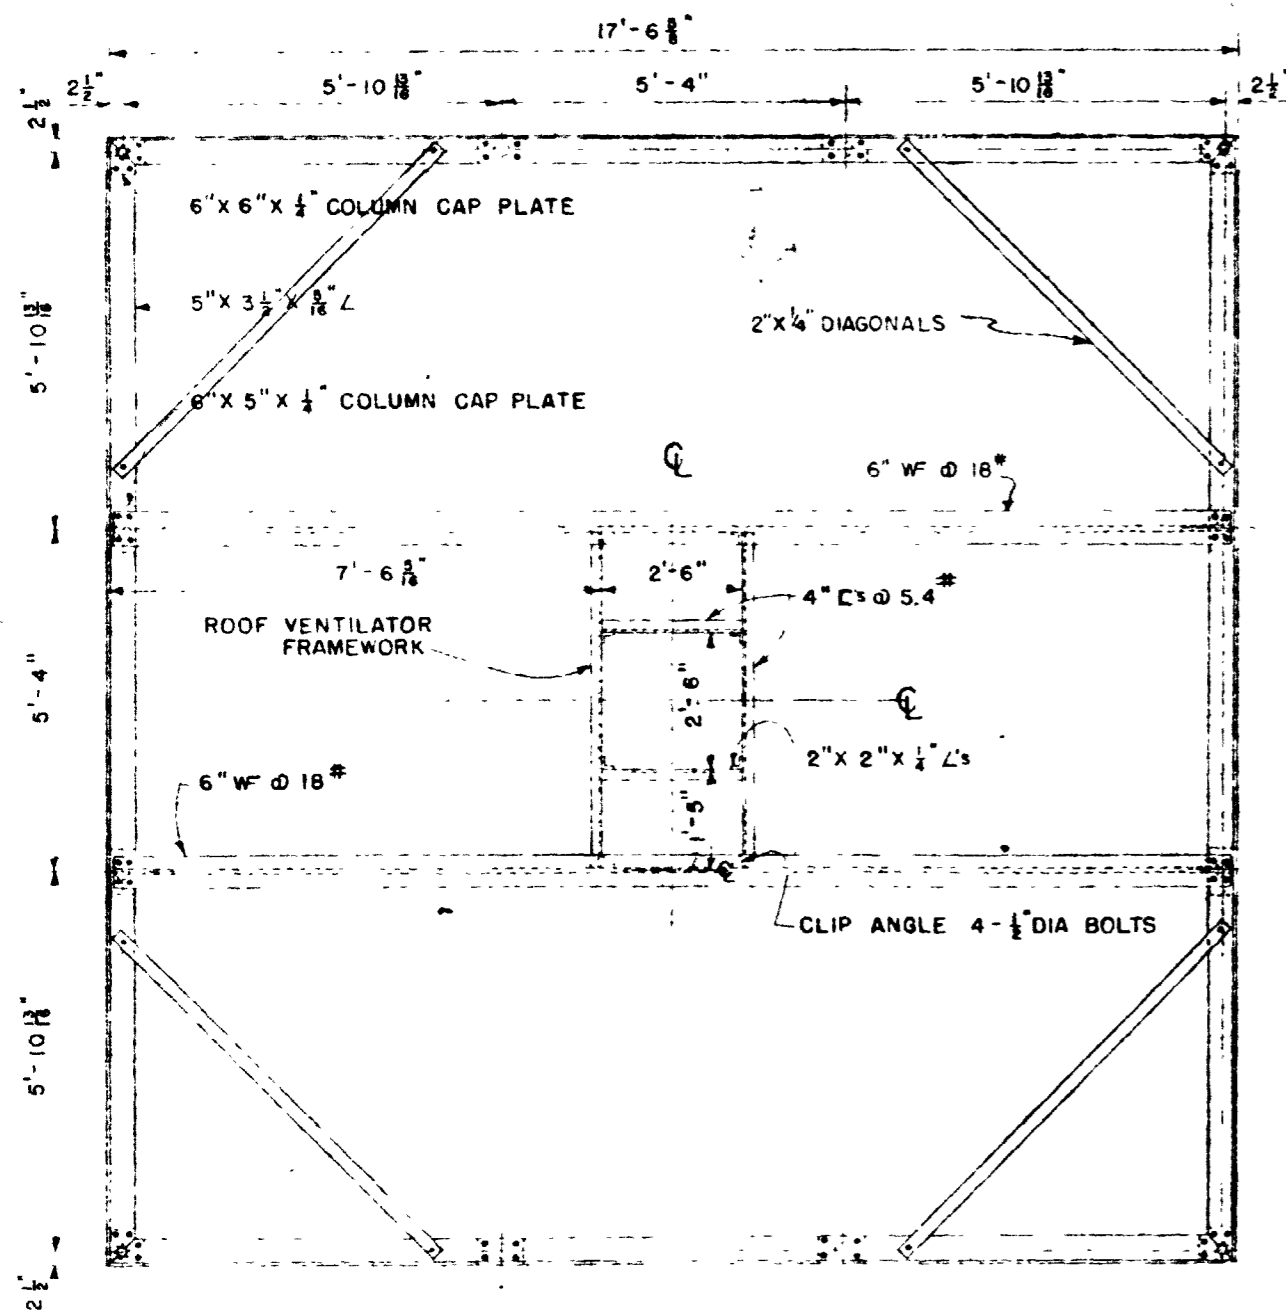 17'-6 5/8"
2 1/2" 5'-10 13/16" 5'-4" 5'-10 13/16" 2 1/2"
2 1/2"
6" X 6" X 1/4" COLUMN CAP PLATE
5" X 3 1/2" X 5/16" ∠
5'-10 13/16"
2" X 1/4" DIAGONALS
6" X 5" X 1/4" COLUMN CAP PLATE
℄
6" WF @ 18#
7'-6 5/16" 2'-6"
4" ['s @ 5.4#
ROOF VENTILATOR
FRAMEWORK
5'-4"
2'-6"
℄
2" X 2" X 1/4" ∠'s
6" WF @ 18#
1'-5"
CLIP ANGLE 4-1/2" DIA BOLTS
5'-10 13/16"
2 1/2"